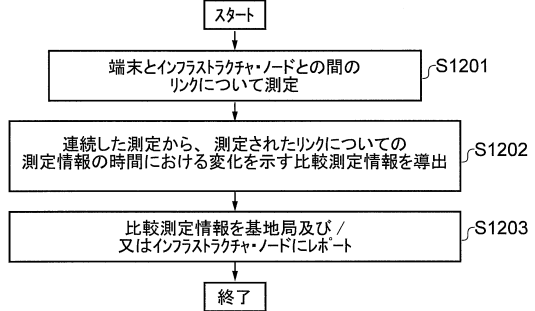 スタート
端末とインフラストラクチャ・ノードとの間の
リンクについて測定
S1201
連続した測定から、測定されたリンクについての
測定情報の時間における変化を示す比較測定情報を導出
S1202
比較測定情報を基地局及び/
又はインフラストラクチャ・ノードにレポート
S1203
終了